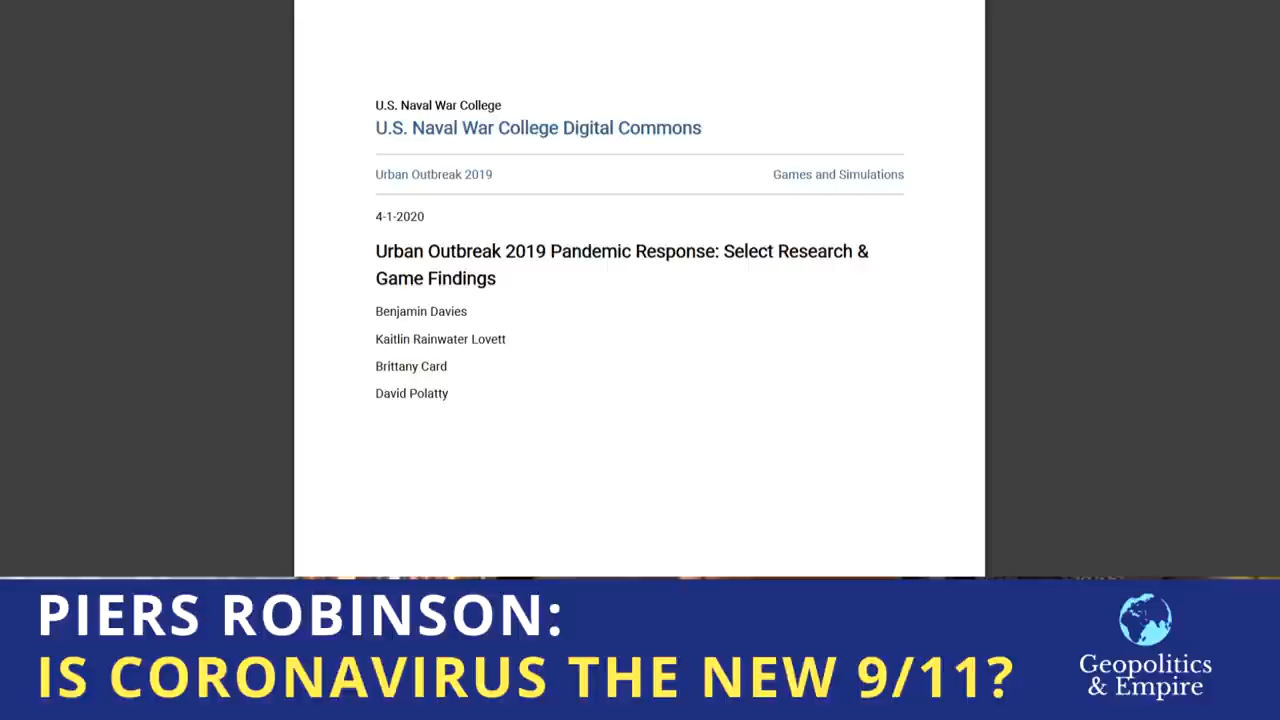 U.S. Naval War College
U.S. Naval War College Digital Commons
Urban Outbreak 2019
Games and Simulations
4-1-2020
Urban Outbreak 2019 Pandemic Response: Select Research &
Game Findings
Benjamin Davies
Kaitlin Rainwater Lovett
Brittany Card
David Polatty
PIERS ROBINSON:
IS CORONAVIRUS THE NEW 9/11?
Geopolitics
& Empire